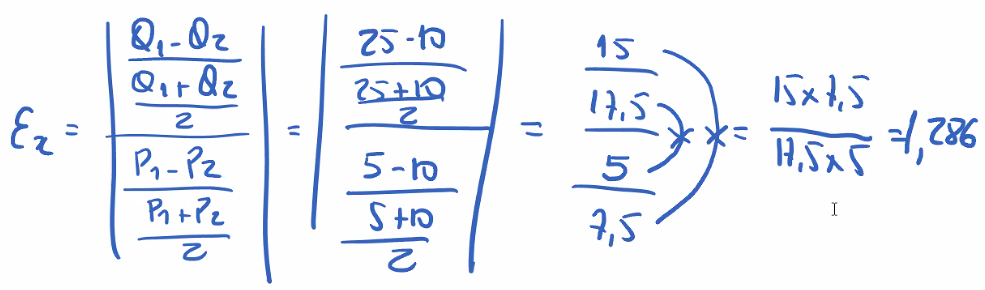 Ɛ₂ = | ((Q₁ - Q₂) / ((Q₁ + Q₂) / 2)) / ((P₁ - P₂) / ((P₁ + P₂) / 2)) | = | ((25 - 10) / ((25 + 10) / 2)) / ((5 - 10) / ((5 + 10) / 2)) | = (15 / 17,5) / (5 / 7,5) = (15 x 7,5) / (17,5 x 5) = 1,286